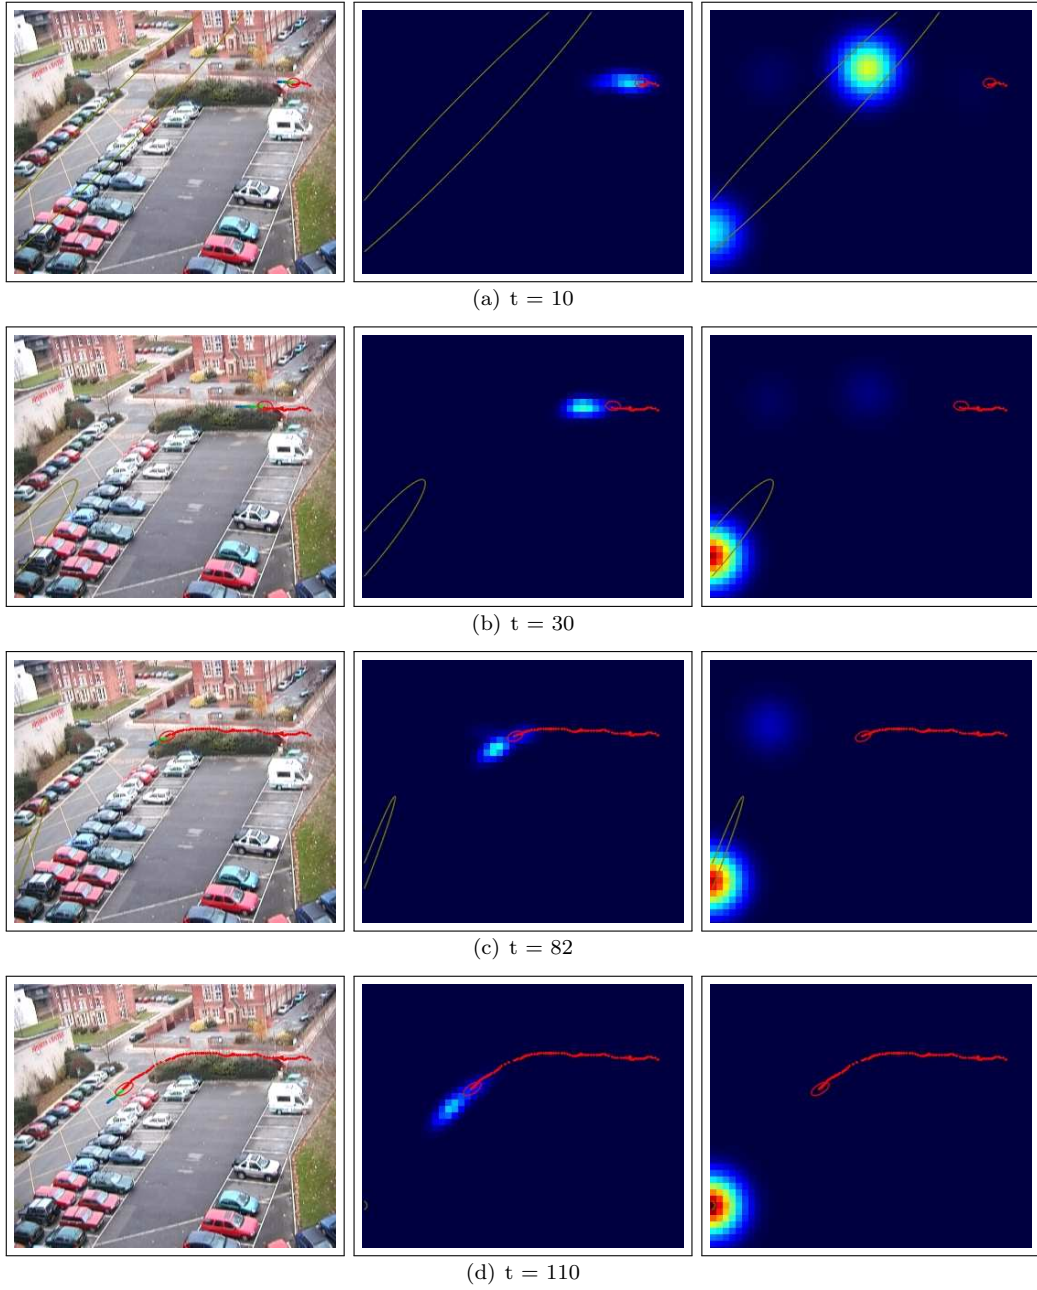 (a) t = 10
(b) t = 30
(c) t = 82
(d) t = 110